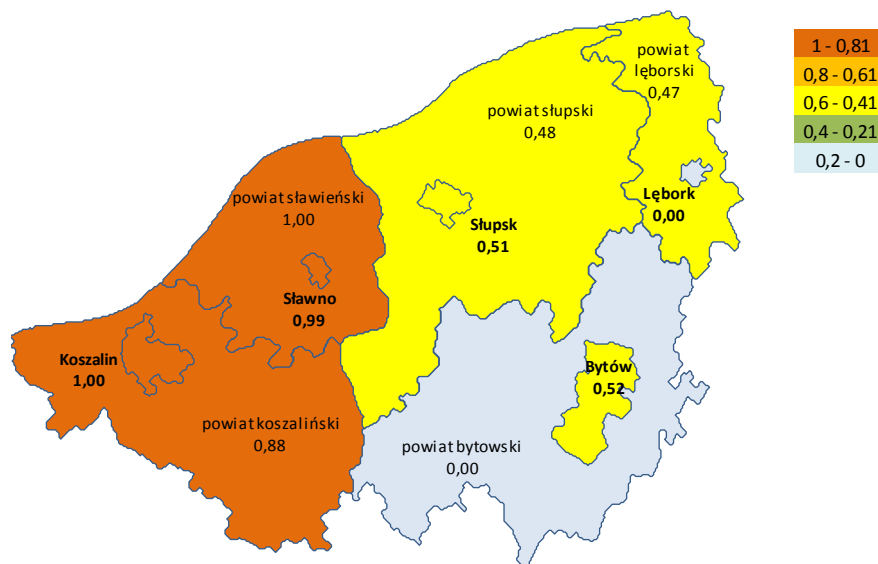 powiat
lęborski
0,47
1 - 0,81
0,8 - 0,61
0,6 - 0,41
0,4 - 0,21
0,2 - 0
powiat słupski
0,48
powiat sławieński
1,00
Lębork
0,00
Słupsk
0,51
Sławno
0,99
Koszalin
1,00
Bytów
0,52
powiat koszaliński
0,88
powiat bytowski
0,00